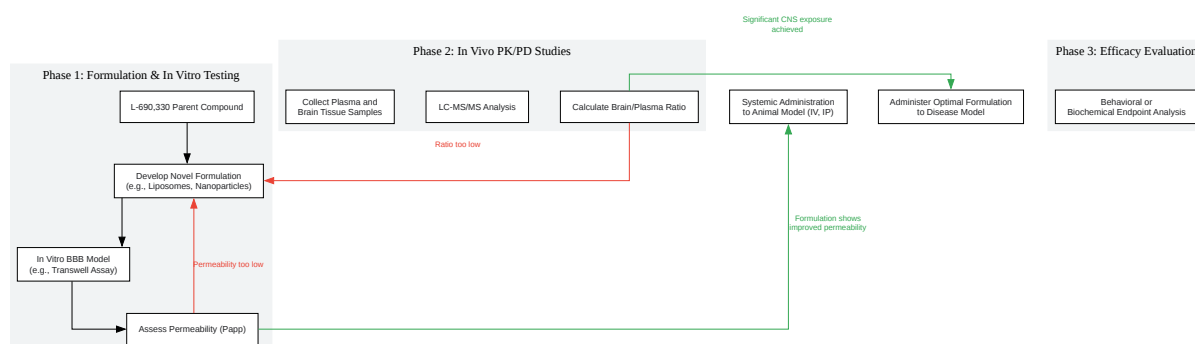 Significant CNS exposure
achieved
Phase 2: In Vivo PK/PD Studies
Phase 3: Efficacy Evaluation
Phase 1: Formulation & In Vitro Testing
L-690,330 Parent Compound
Collect Plasma and
Brain Tissue Samples
LC-MS/MS Analysis
Calculate Brain/Plasma Ratio
Systemic Administration
to Animal Model (IV, IP)
Administer Optimal Formulation
to Disease Model
Behavioral or
Biochemical Endpoint Analysis
Ratio too low
Develop Novel Formulation
(e.g., Liposomes, Nanoparticles)
Formulation shows
improved permeability
In Vitro BBB Model
(e.g., Transwell Assay)
Permeability too low
Assess Permeability (Papp)